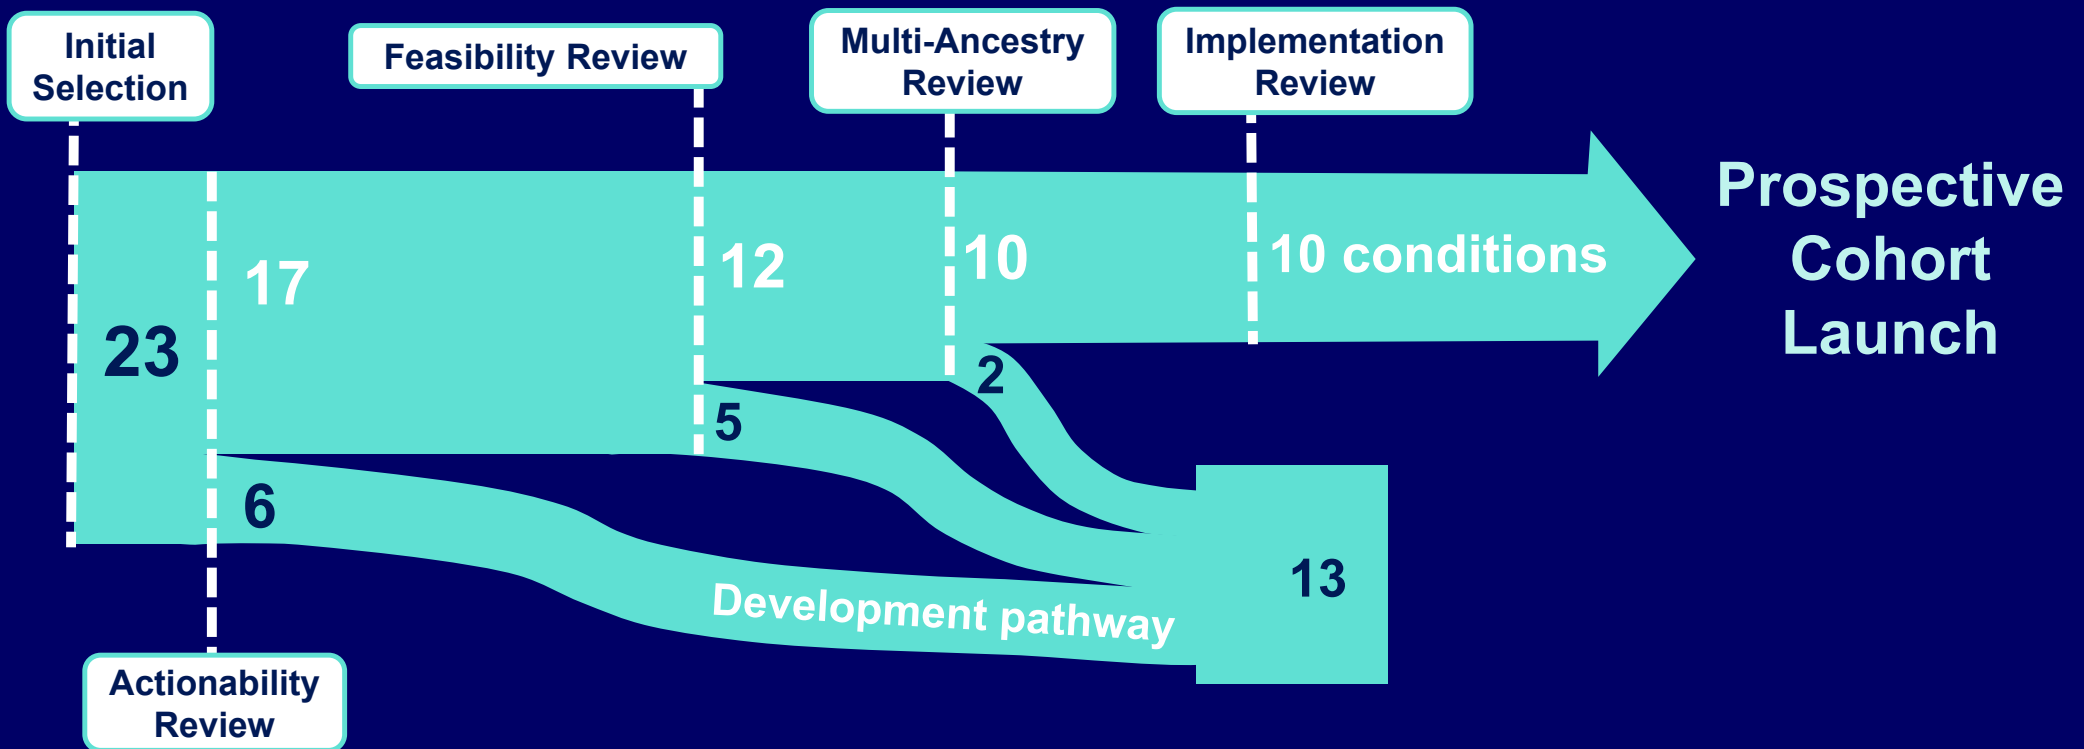 Initial
Selection
Feasibility Review
Multi-Ancestry
Review
Implementation
Review
Prospective
Cohort
Launch
23
17
12
10
10 conditions
2
5
6
Development pathway
13
Actionability
Review